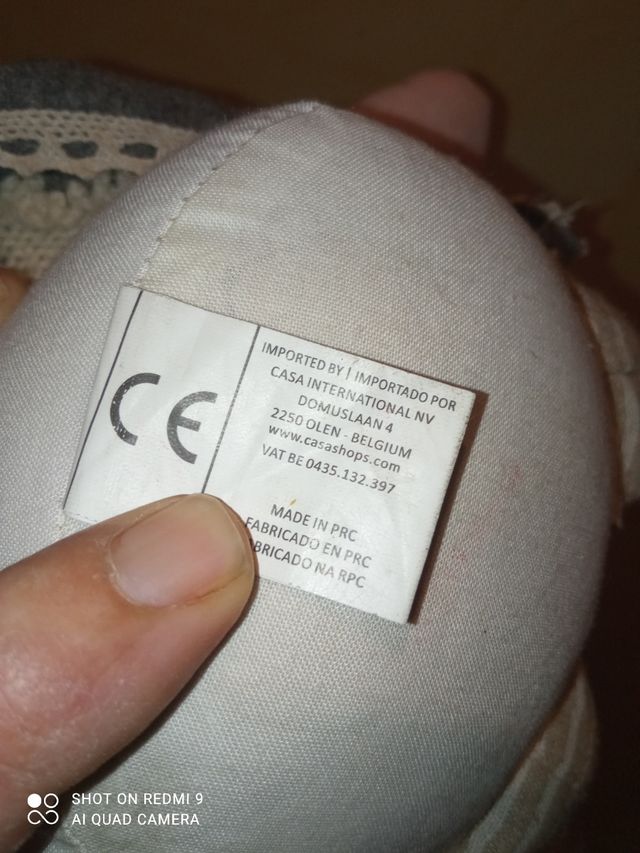 CE
IMPORTED BY | IMPORTADO POR
CASA INTERNATIONAL NV
DOMUSLAAN 4
2250 OLEN - BELGIUM
www.casashops.com
VAT BE 0435.132.397
MADE IN PRC
FABRICADO EN PRC
BRICADO NA RPC
SHOT ON REDMI 9
AI QUAD CAMERA